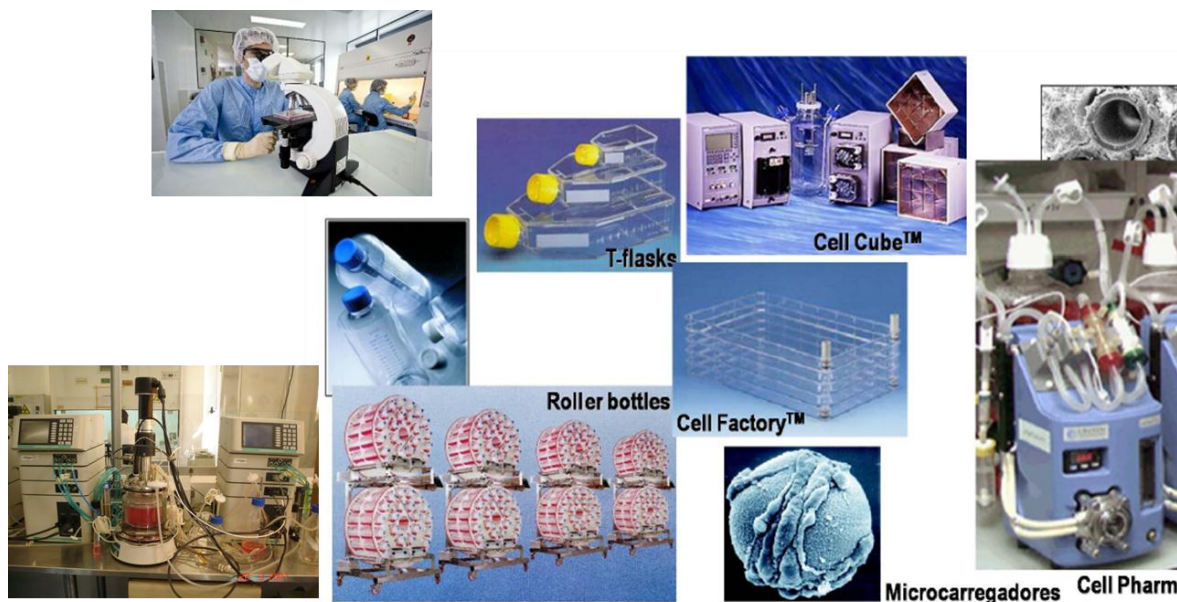 Cell Cube™
T-flasks
Roller bottles
Cell Factory™
Microcarregadores
Cell Pharm